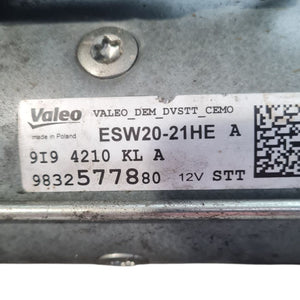 Valeo VALEO_DEM_DVSTT_CEMO
made in Poland ESW20-21HE A
9I9 4210 KL A
9832577880 12V STT